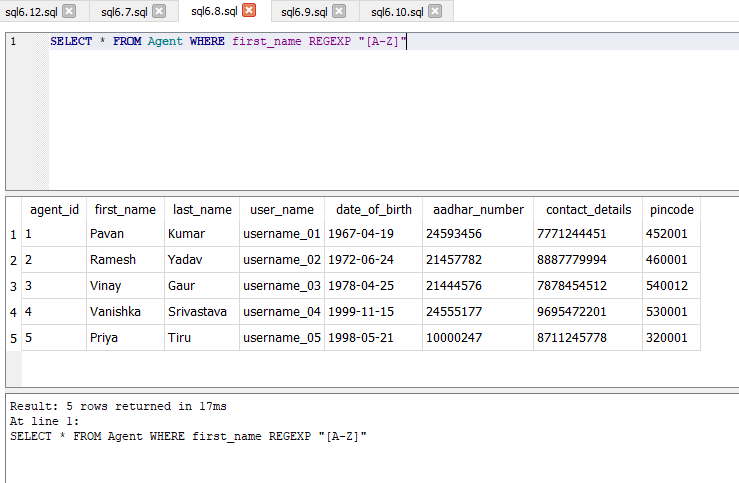 sql6.12.sql sql6.7.sql sql6.8.sql sql6.9.sql sql6.10.sql
1 SELECT * FROM Agent WHERE first_name REGEXP "[A-Z]"
agent_id first_name last_name user_name date_of_birth aadhar_number contact_details pincode
1 1 Pavan Kumar username_01 1967-04-19 24593456 7771244451 452001
2 2 Ramesh Yadav username_02 1972-06-24 21457782 8887779994 460001
3 3 Vinay Gaur username_03 1978-04-25 21444576 7878454512 540012
4 4 Vanishka Srivastava username_04 1999-11-15 24555177 9695472201 530001
5 5 Priya Tiru username_05 1998-05-21 10000247 8711245778 320001
Result: 5 rows returned in 17ms
At line 1:
SELECT * FROM Agent WHERE first_name REGEXP "[A-Z]"